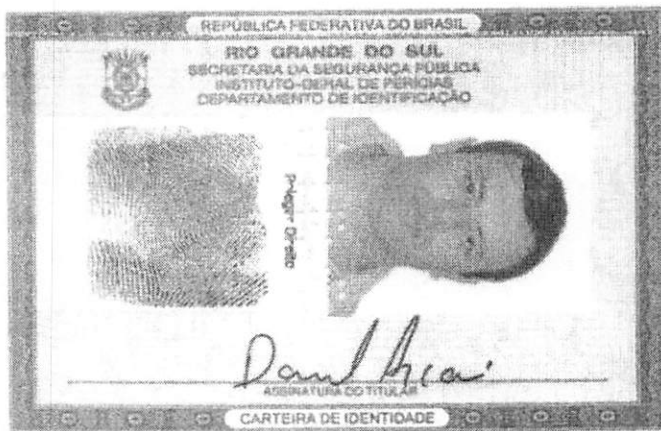 REPÚBLICA FEDERATIVA DO BRASIL
RIO GRANDE DO SUL
SECRETARIA DA SEGURANÇA PÚBLICA
INSTITUTO-GERAL DE PERÍCIAS
DEPARTAMENTO DE IDENTIFICAÇÃO
Polegar Direito
ASSINATURA DO TITULAR
CARTEIRA DE IDENTIDADE